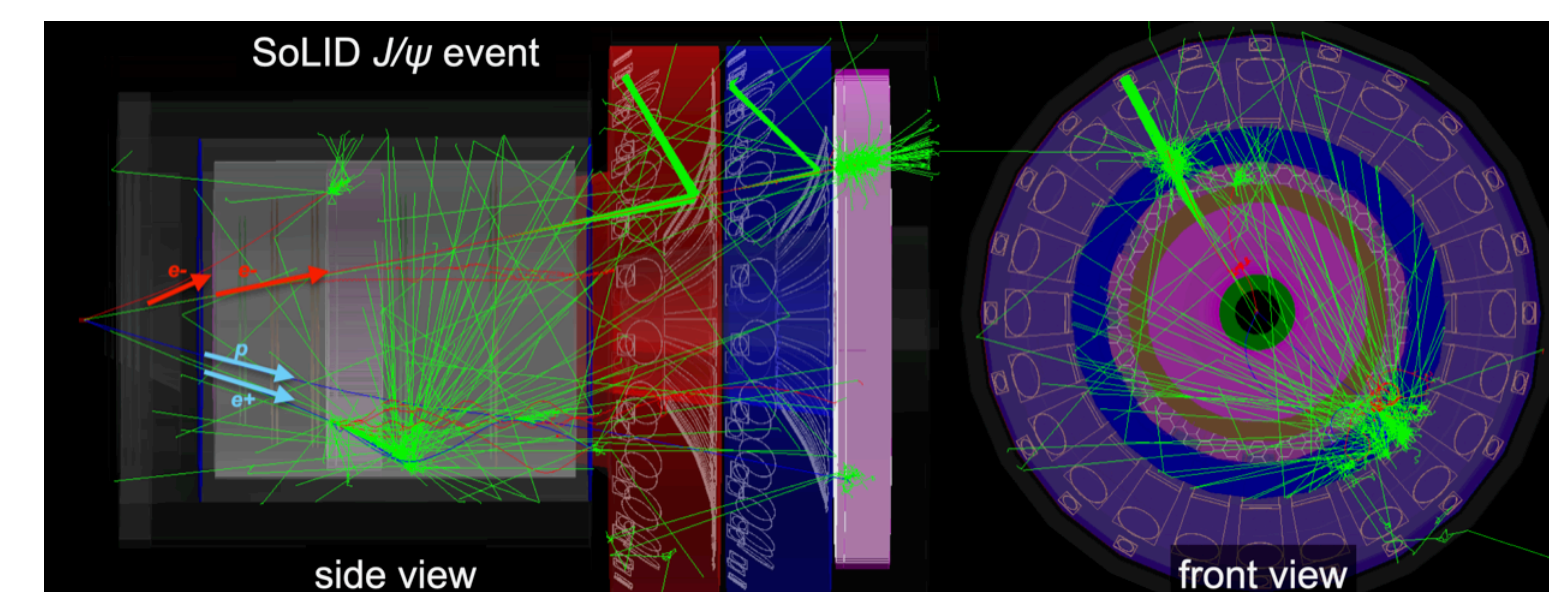 SoLID J/ψ event
e-
e-
p
e+
side view
front view